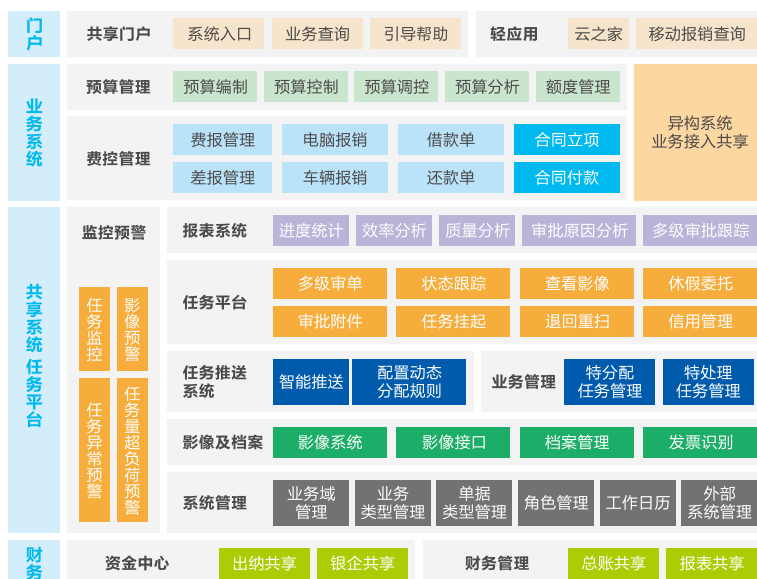 门户
共享门户
系统入口
业务查询
引导帮助
轻应用
云之家
移动报销查询
业务系统
预算管理
预算编制
预算控制
预算调控
预算分析
额度管理
费控管理
费报管理
电脑报销
借款单
合同立项
差报管理
车辆报销
还款单
合同付款
异构系统
业务接入共享
共享系统 任务平台
监控预警
任务监控
影像预警
任务异常预警
任务量超负荷预警
报表系统
进度统计
效率分析
质量分析
审批原因分析
多级审批跟踪
任务平台
多级审单
状态跟踪
查看影像
休假委托
审批附件
任务挂起
退回重扫
信用管理
任务推送
系统
智能推送
配置动态
分配规则
业务管理
特分配
任务管理
特处理
任务管理
影像及档案
影像系统
影像接口
档案管理
发票识别
系统管理
业务域
管理
业务
类型管理
单据
类型管理
角色管理
工作日历
外部
系统管理
财务
资金中心
出纳共享
银企共享
财务管理
总账共享
报表共享